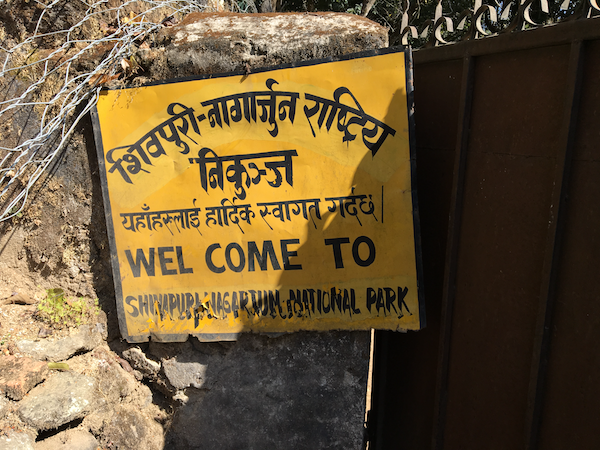 शिवपुरी-नागार्जुन राष्ट्रिय
निकुञ्ज
यहाँहरुलाई हार्दिक स्वागत गर्दछ|
WEL COME TO
SHIVAPURI NAGARJUN NATIONAL PARK